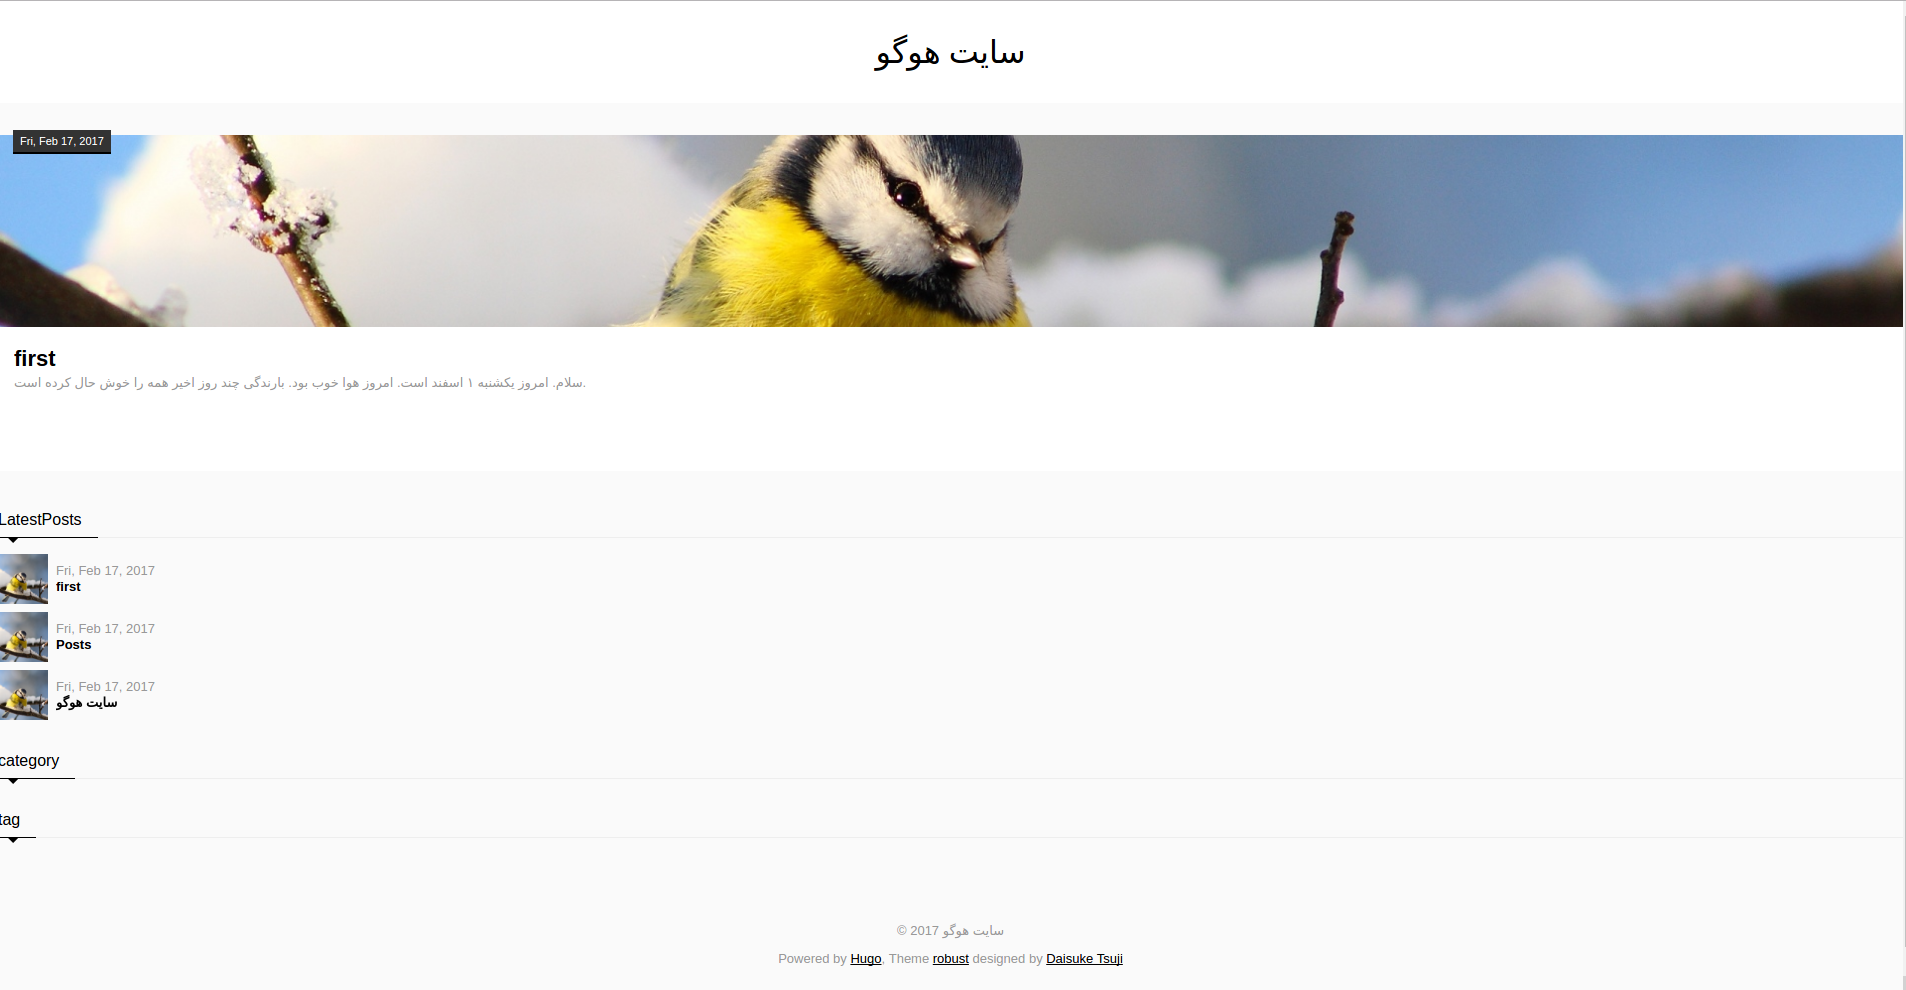 سایت هوگو
Fri, Feb 17, 2017
first
سلام. امروز یکشنبه ۱ اسفند است. امروز هوا خوب بود. بارندگی چند روز اخیر همه را خوش حال کرده است.
LatestPosts
Fri, Feb 17, 2017
first
Fri, Feb 17, 2017
Posts
Fri, Feb 17, 2017
سایت هوگو
category
tag
© 2017 سایت هوگو
Powered by Hugo, Theme robust designed by Daisuke Tsuji